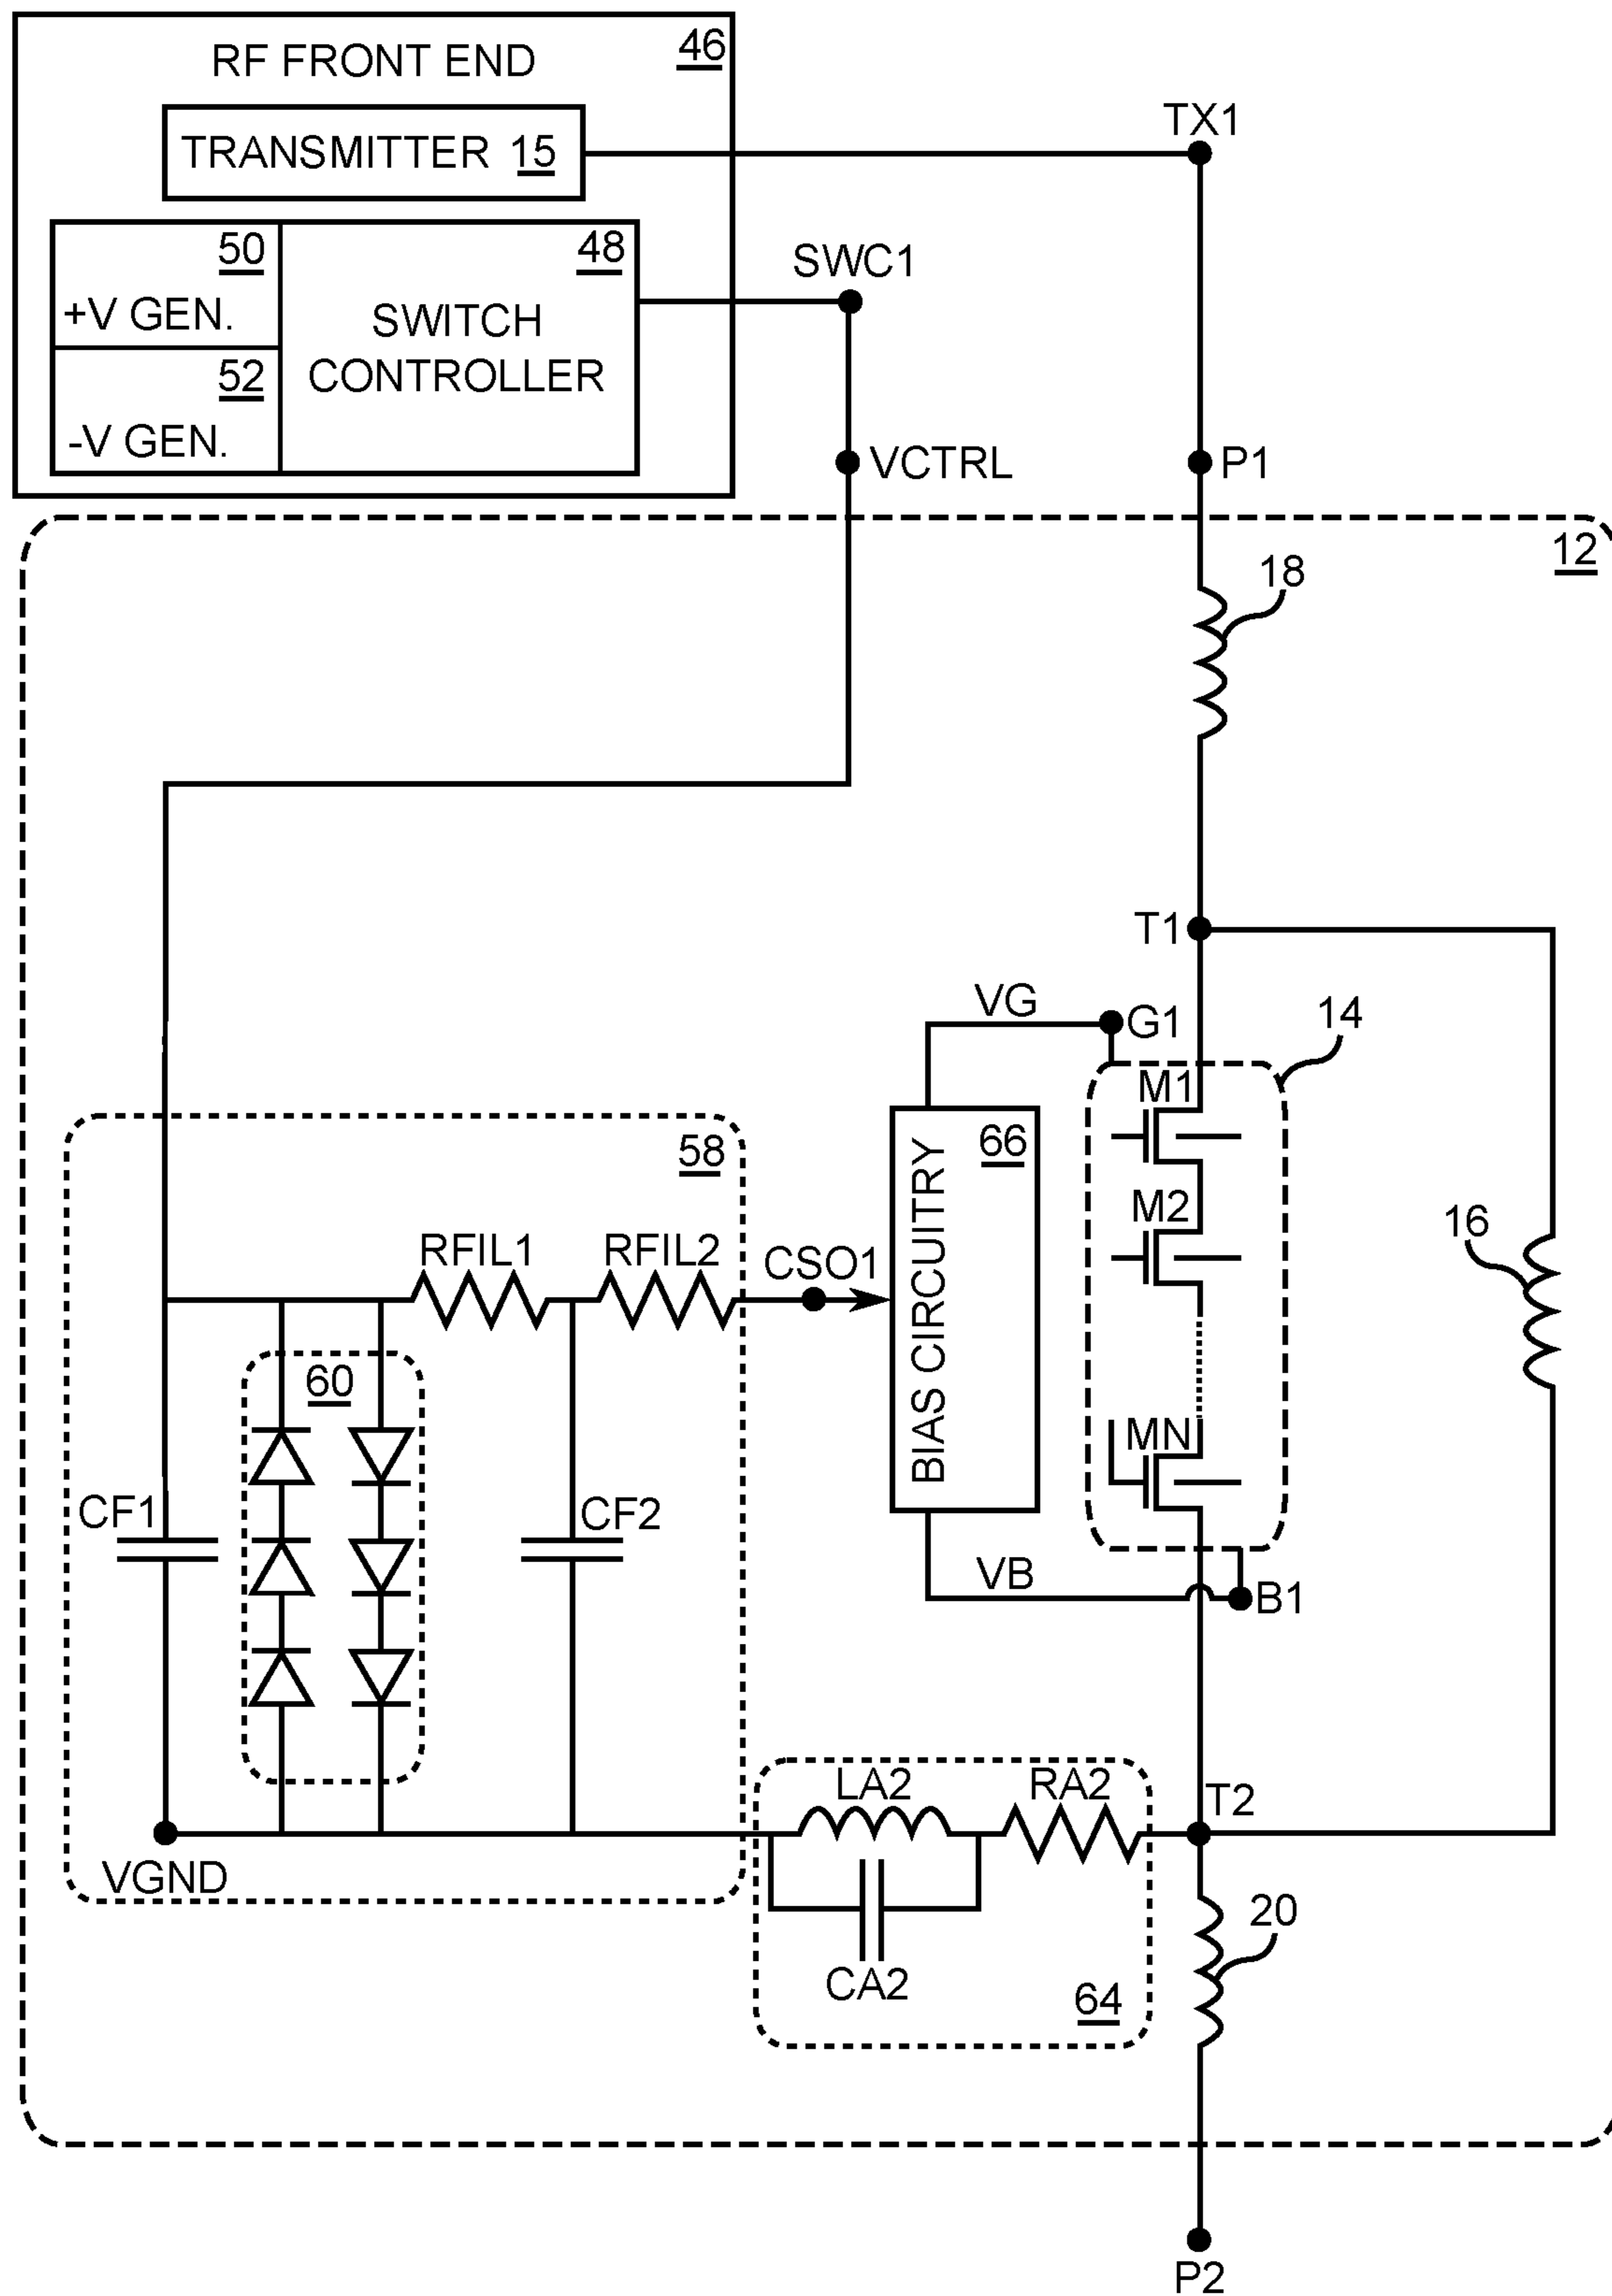 RF FRONT END 46
TRANSMITTER 15
TX1
50
+V GEN.
48
SWITCH
CONTROLLER
52
-V GEN.
SWC1
VCTRL
P1
12
18
T1
VG
G1
14
M1
M2
MN
58
66
BIAS CIRCUITRY
16
RFIL1
RFIL2
CSO1
60
CF1
CF2
VB
B1
LA2
RA2
T2
VGND
CA2
64
20
P2